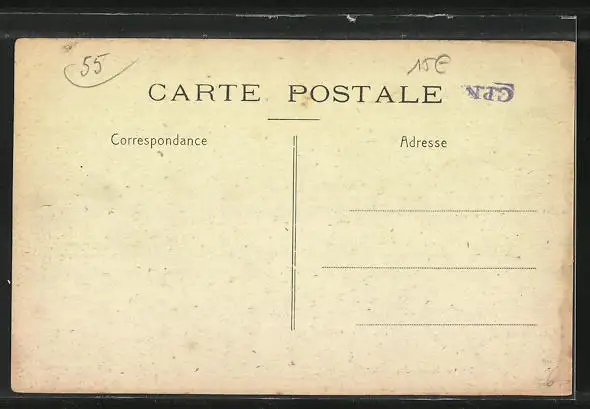 55
15€
CARTE POSTALE
Correspondance
Adresse